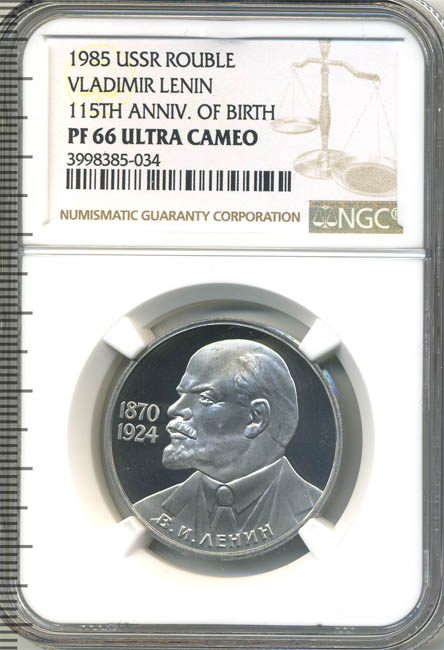 1985 USSR ROUBLE
VLADIMIR LENIN
115TH ANNIV. OF BIRTH
PF 66 ULTRA CAMEO
3998385-034
NUMISMATIC GUARANTY CORPORATION
NGC
1870
1924
В. И. ЛЕНИН